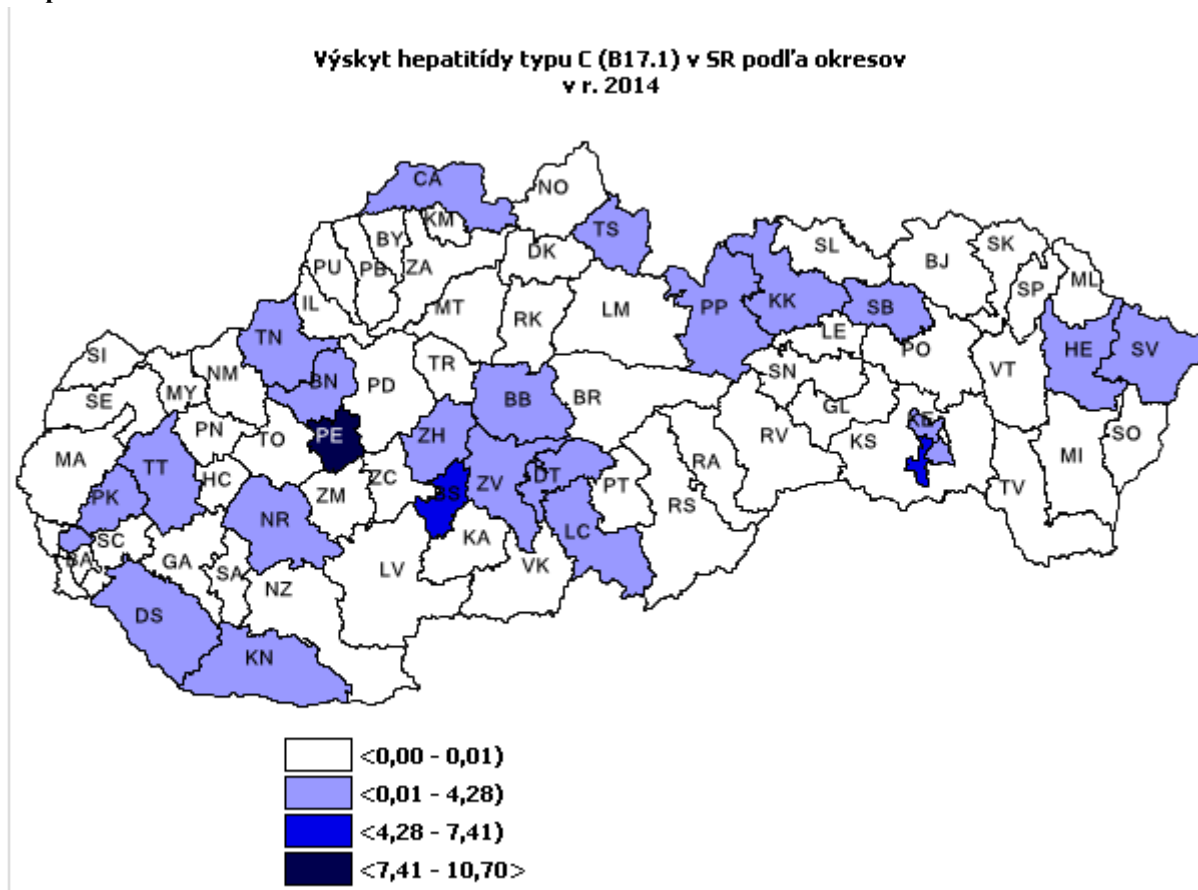 Výskyt hepatitídy typu C (B17.1) v SR podľa okresov
v r. 2014
CA
NO
KM
TS
BY
DK
SL
SK
PU
PB
ZA
BJ
ML
SP
IL
MT
PP
KK
SB
RK
LM
TN
LE
PO
HE
SV
SI
TR
VT
NM
BN
PD
SN
MY
SE
BB
BR
GL
PN
TO
PE
ZH
KE
SO
RV
KS
MA
TT
HC
ZC
DT
RA
MI
PK
ZM
BS
ZV
PT
TV
NR
RS
SC
KA
LC
BA
GA
SA
LV
VK
NZ
DS
KN
<0,00 - 0,01)
<0,01 - 4,28)
<4,28 - 7,41)
<7,41 - 10,70>